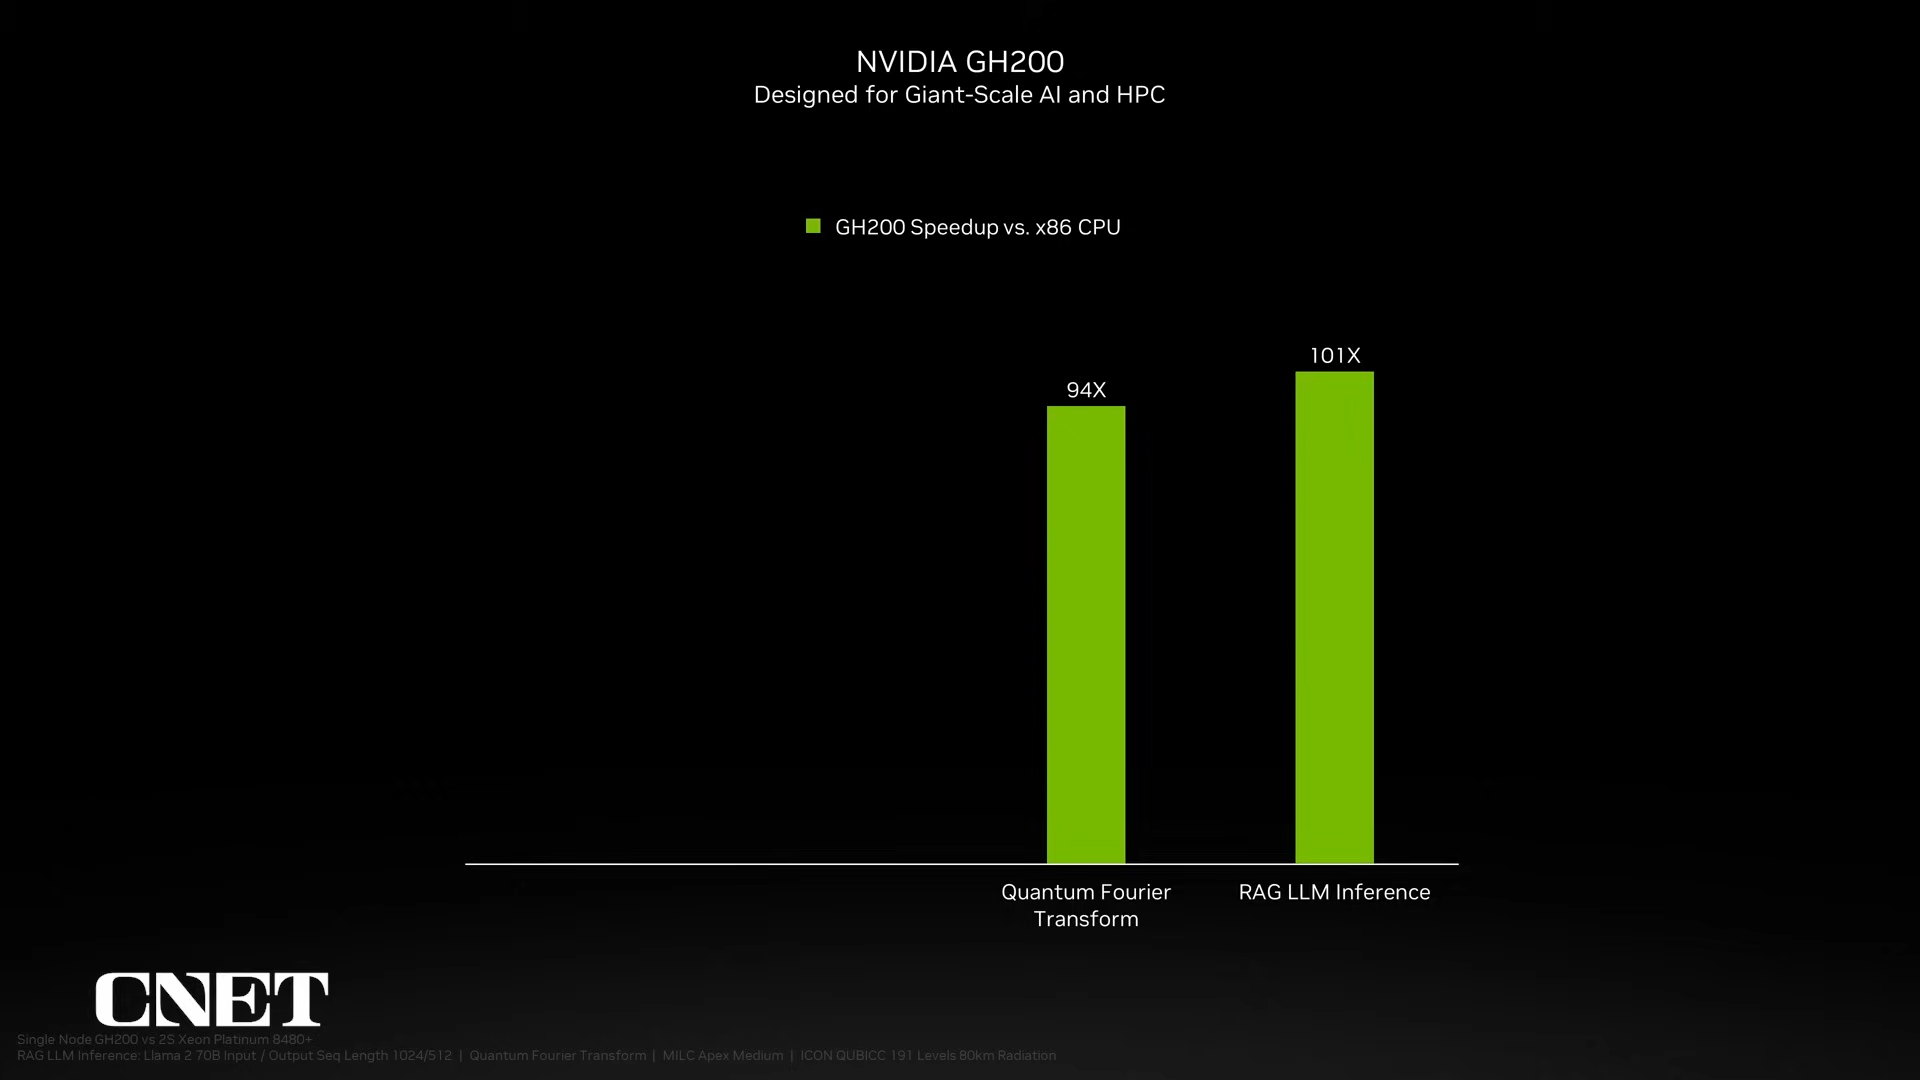 NVIDIA GH200
Designed for Giant-Scale AI and HPC
GH200 Speedup vs. x86 CPU
101X
94X
Quantum Fourier
Transform
RAG LLM Inference
CNET
Single Node GH200 vs 2S Xeon Platinum 8480+
RAG LLM Inference: Llama 2 70B Input / Output Seq Length 1024/512 | Quantum Fourier Transform | MILC Apex Medium | ICON QUBICC 191 Levels 80km Radiation